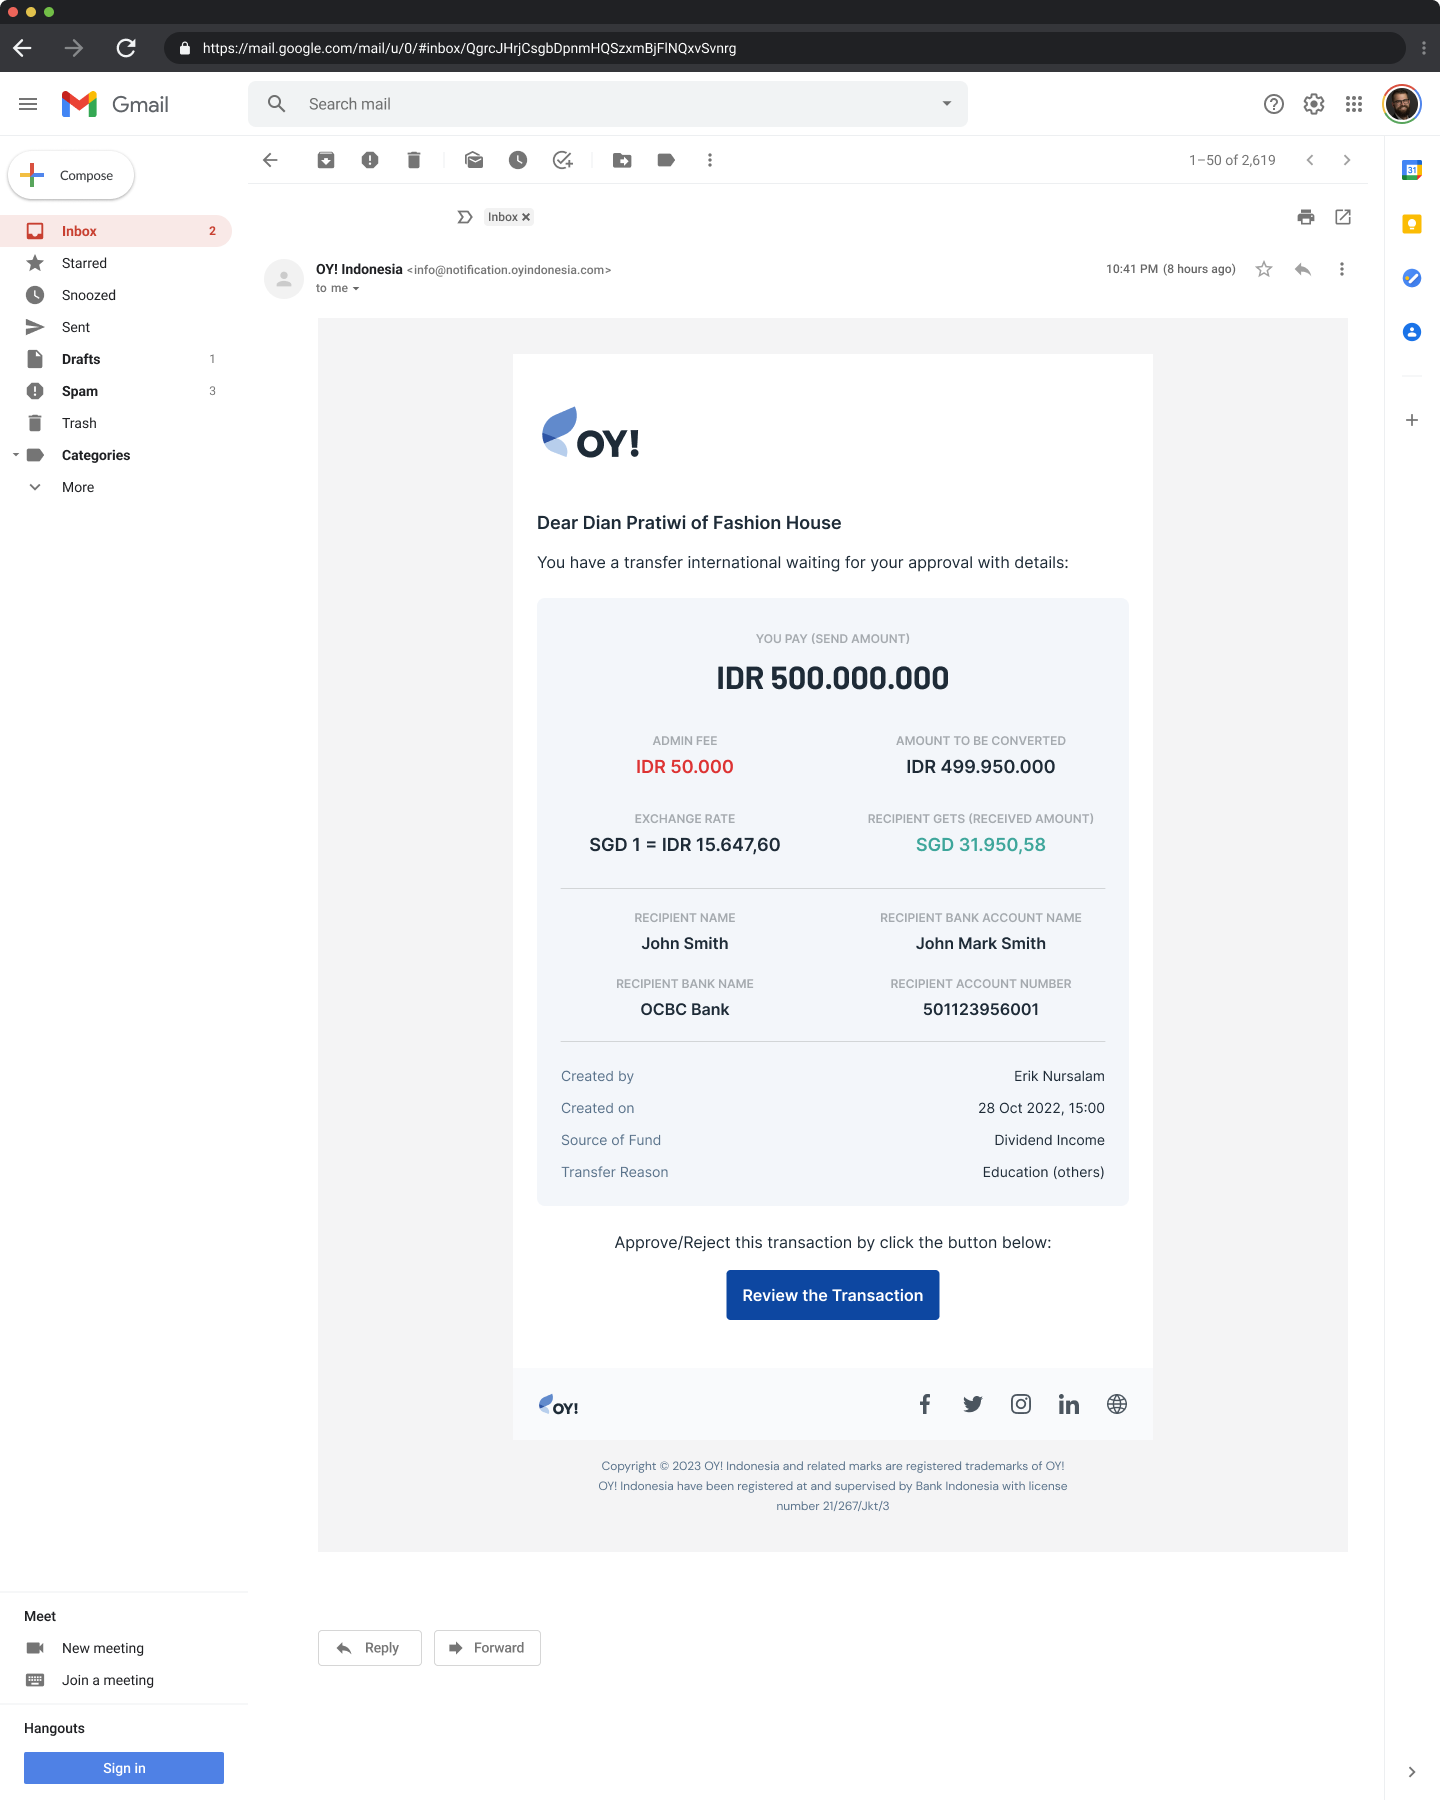 https://mail.google.com/mail/u/0/#inbox/QgrcJHrjCsgbDpnmHQSzxmBjFlNQxvSvnrg
Gmail
Search mail
Compose
1–50 of 2,619
31
Inbox 2
Starred
Snoozed
Sent
Drafts 1
Spam 3
Trash
Categories
More
Inbox
OY! Indonesia <info@notification.oyindonesia.com>
10:41 PM (8 hours ago)
to me
OY!
Dear Dian Pratiwi of Fashion House
You have a transfer international waiting for your approval with details:
YOU PAY (SEND AMOUNT)
IDR 500.000.000
ADMIN FEE
IDR 50.000
AMOUNT TO BE CONVERTED
IDR 499.950.000
EXCHANGE RATE
SGD 1 = IDR 15.647,60
RECIPIENT GETS (RECEIVED AMOUNT)
SGD 31.950,58
RECIPIENT NAME
John Smith
RECIPIENT BANK ACCOUNT NAME
John Mark Smith
RECIPIENT BANK NAME
OCBC Bank
RECIPIENT ACCOUNT NUMBER
501123956001
Created by Erik Nursalam
Created on 28 Oct 2022, 15:00
Source of Fund Dividend Income
Transfer Reason Education (others)
Approve/Reject this transaction by click the button below:
Review the Transaction
OY!
Copyright © 2023 OY! Indonesia and related marks are registered trademarks of OY!
OY! Indonesia have been registered at and supervised by Bank Indonesia with license
number 21/267/Jkt/3
Reply
Forward
Meet
New meeting
Join a meeting
Hangouts
Sign in